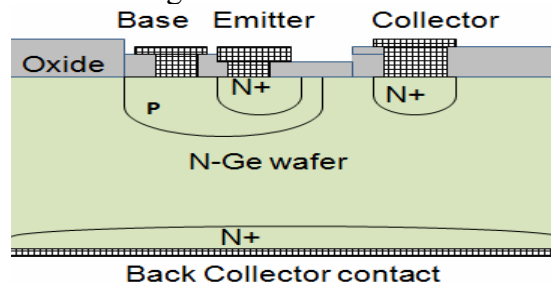 Base Emitter Collector
Oxide
N+ N+
P
N-Ge wafer
N+
Back Collector contact